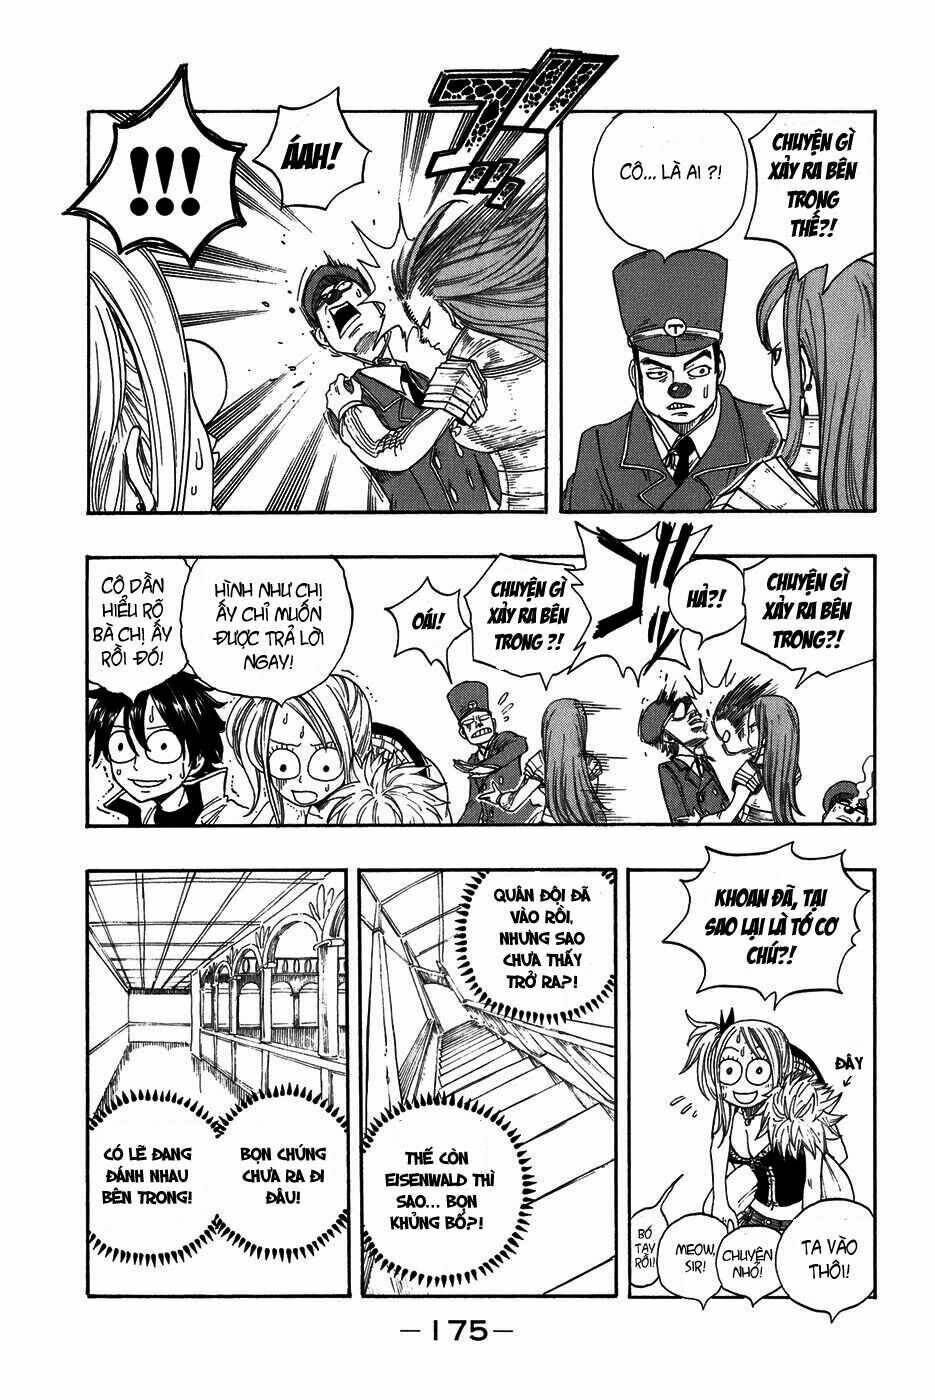 CHUYỆN GÌ
XẢY RA BÊN
TRONG
THẾ?!
CÔ... LÀ AI ?!
T
ÁAH!
!!!
CHUYỆN GÌ
XẢY RA BÊN
TRONG?!
HẢ?!
CHUYỆN GÌ
XẢY RA BÊN
TRONG ?!
OÁI!
HÌNH NHƯ CHỊ
ẤY CHỈ MUỐN
ĐƯỢC TRẢ LỜI
NGAY!
CÔ DẦN
HIỂU RÕ
BÀ CHỊ ẤY
RỒI ĐÓ!
KHOAN ĐÃ, TẠI
SAO LẠI LÀ TỚ CƠ
CHỨ?!
ĐÂY
TA VÀO
THÔI!
CHUYỆN
NHỎ!
MEOW,
SIR!
BÓ
TAY
RỒI!
QUÂN ĐỘI ĐÃ
VÀO RỒI,
NHƯNG SAO
CHƯA THẤY
TRỞ RA?!
THẾ CÒN
EISENWALD THÌ
SAO... BỌN
KHỦNG BỐ?!
BỌN CHÚNG
CHƯA RA ĐI
ĐÂU!
CÓ LẼ ĐANG
ĐÁNH NHAU
BÊN TRONG!
—175—